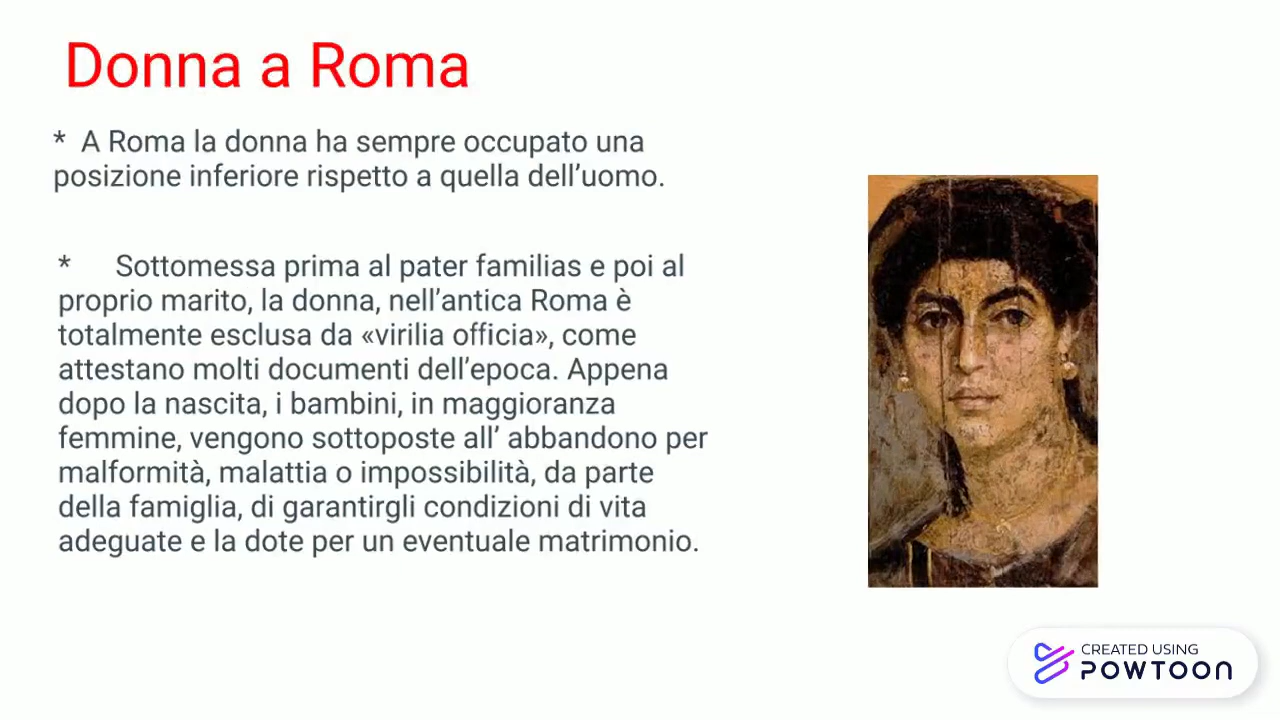 Donna a Roma
* A Roma la donna ha sempre occupato una
posizione inferiore rispetto a quella dell’uomo.
* Sottomessa prima al pater familias e poi al
proprio marito, la donna, nell’antica Roma è
totalmente esclusa da «virilia officia», come
attestano molti documenti dell’epoca. Appena
dopo la nascita, i bambini, in maggioranza
femmine, vengono sottoposte all’ abbandono per
malformità, malattia o impossibilità, da parte
della famiglia, di garantirgli condizioni di vita
adeguate e la dote per un eventuale matrimonio.
CREATED USING
POWTOON